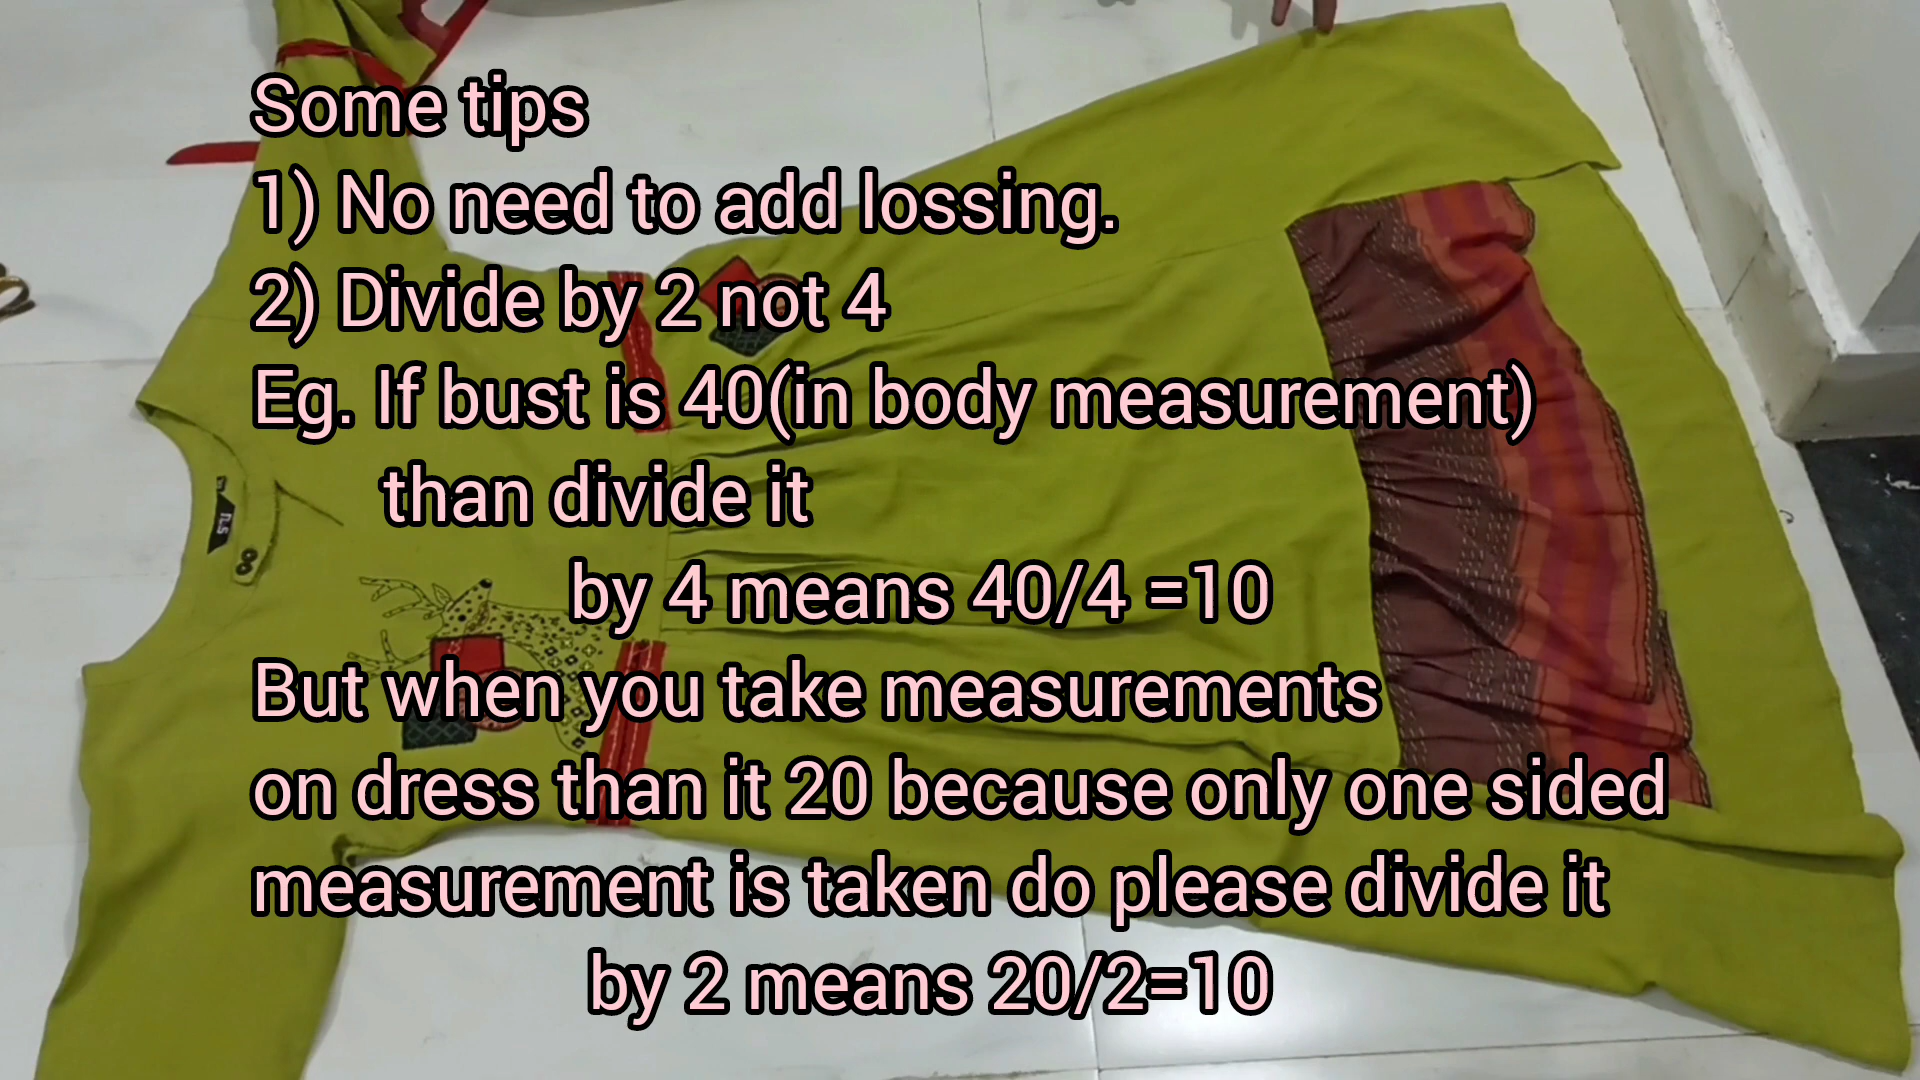 Some tips
1) No need to add lossing.
2) Divide by 2 not 4
Eg. If bust is 40(in body measurement)
than divide it
by 4 means 40/4 =10
But when you take measurements
on dress than it 20 because only one sided
measurement is taken do please divide it
by 2 means 20/2=10